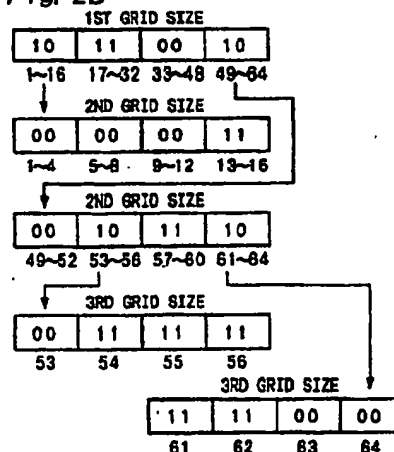 Fig. 2B
1ST GRID SIZE
10 11 00 10
1~16 17~32 33~48 49~64
2ND GRID SIZE
00 00 00 11
1~4 5~8 9~12 13~16
2ND GRID SIZE
00 10 11 10
49~52 53~56 57~60 61~64
3RD GRID SIZE
00 11 11 11
53 54 55 56
3RD GRID SIZE
11 11 00 00
61 62 63 64